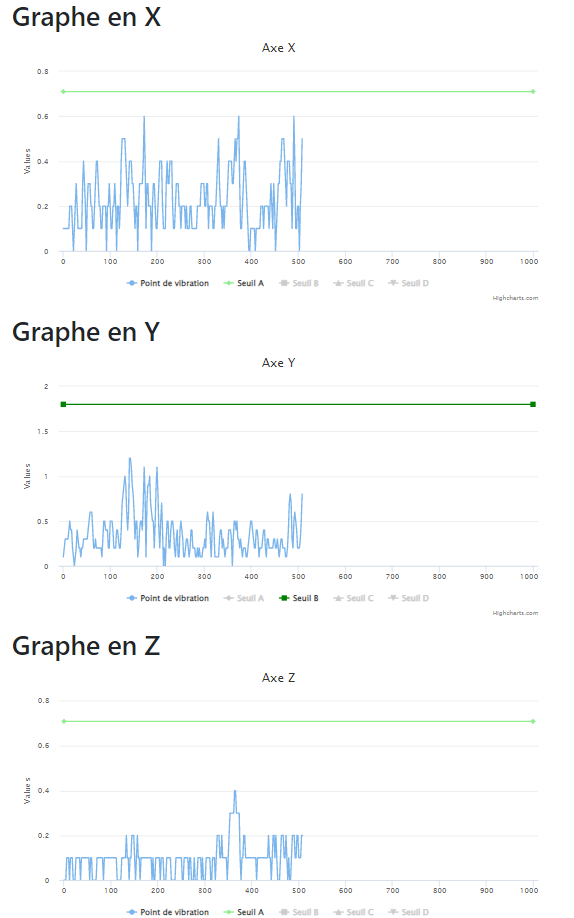 Graphe en X
Axe X
0.8
0.6
0.4
0.2
0
Values
0 100 200 300 400 500 600 700 800 900 1000
Point de vibration Seuil A Seuil B Seuil C Seuil D
Highcharts.com
Graphe en Y
Axe Y
2
1.5
1
0.5
0
Values
0 100 200 300 400 500 600 700 800 900 1000
Point de vibration Seuil A Seuil B Seuil C Seuil D
Highcharts.com
Graphe en Z
Axe Z
0.8
0.6
0.4
0.2
0
Values
0 100 200 300 400 500 600 700 800 900 1000
Point de vibration Seuil A Seuil B Seuil C Seuil D